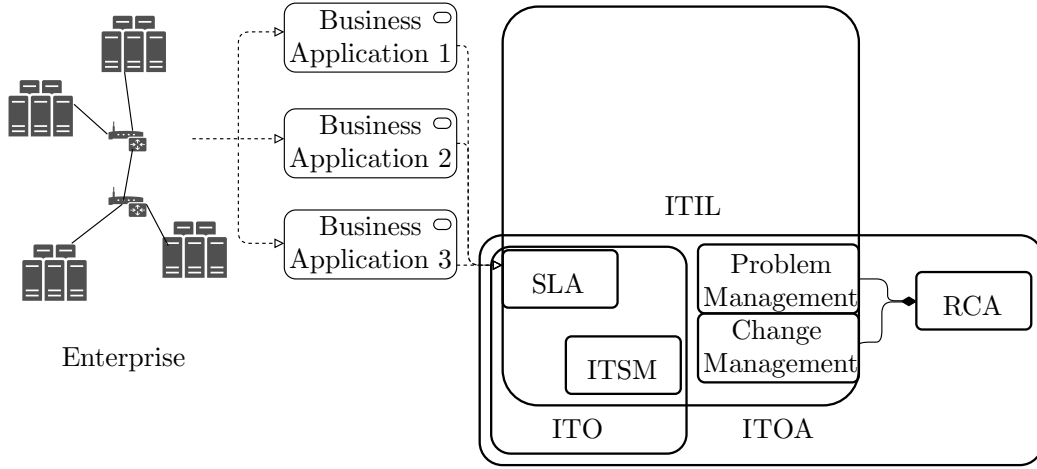 Business
Application 1
Business
Application 2
Business
Application 3
Enterprise
ITIL
SLA
ITSM
Problem
Management
Change
Management
RCA
ITO
ITOA